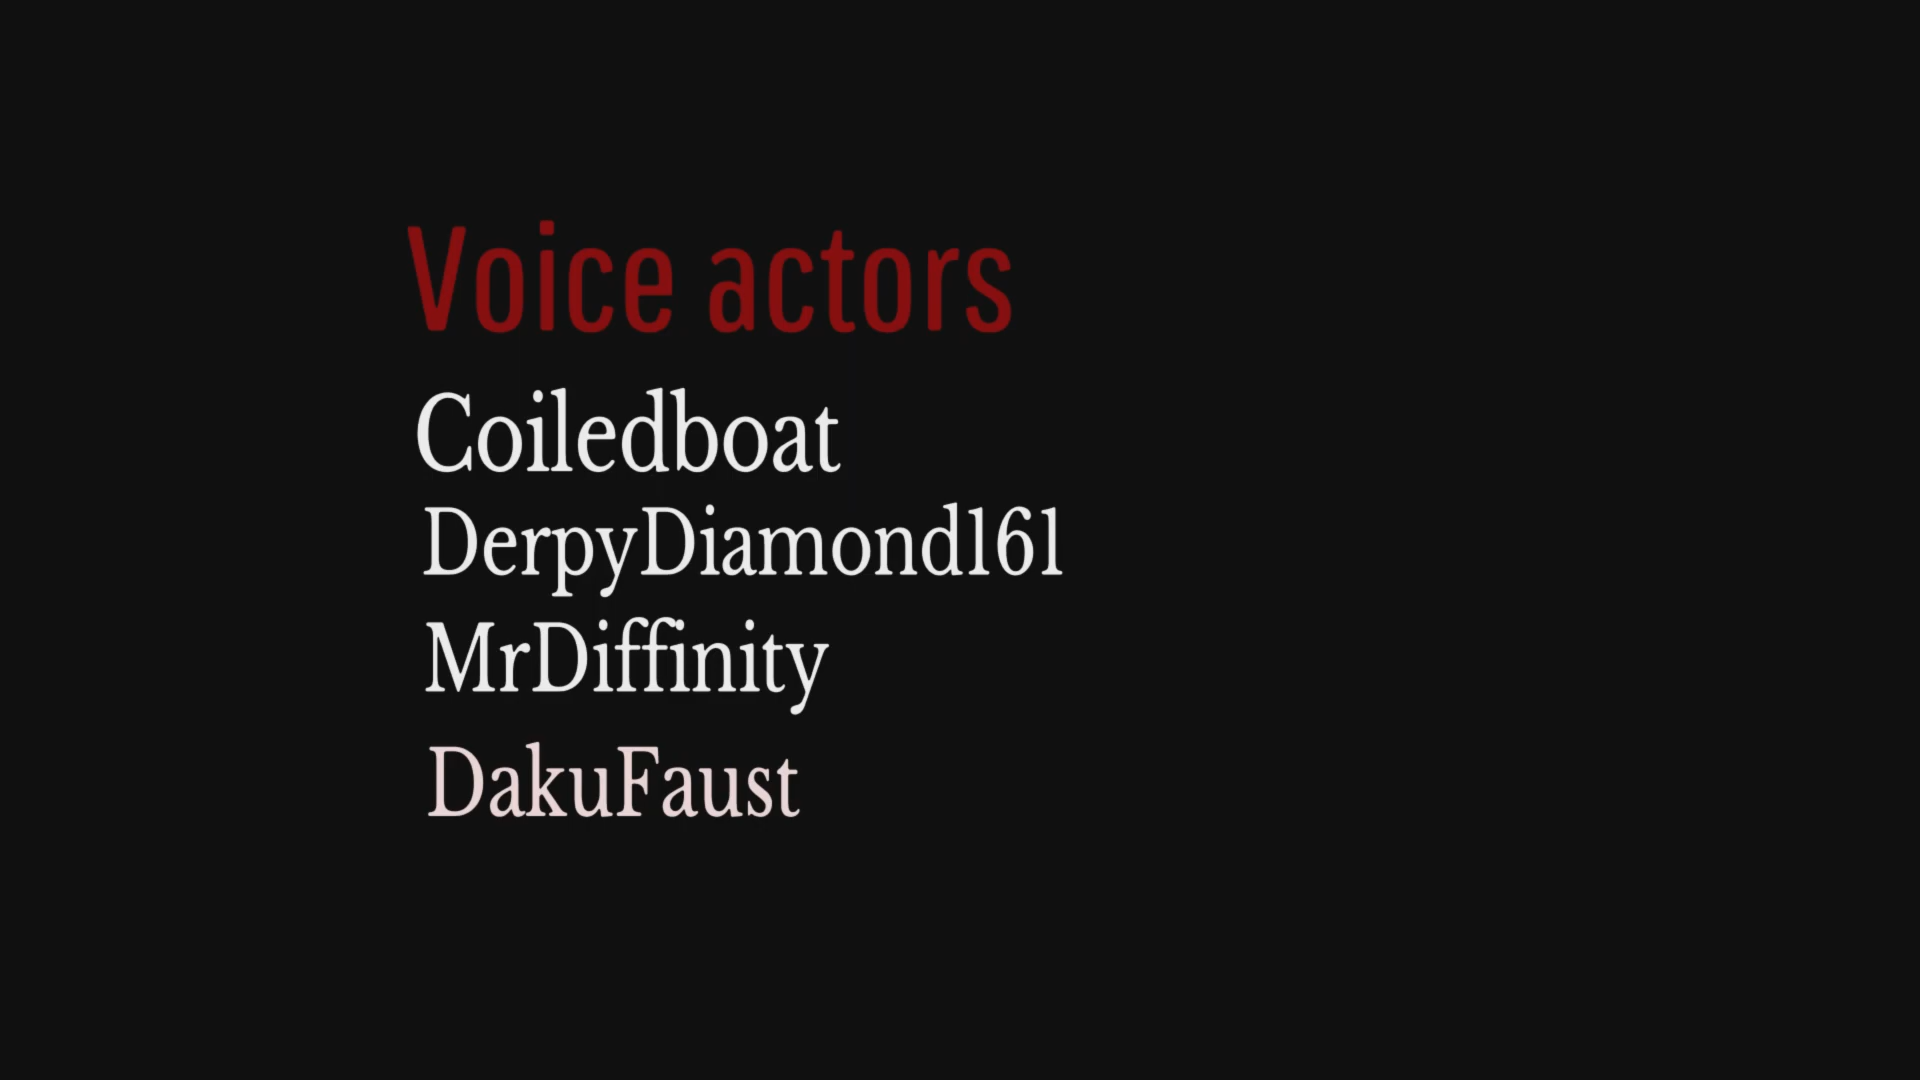 Voice actors
Coiledboat
DerpyDiamond161
MrDiffinity
DakuFaust